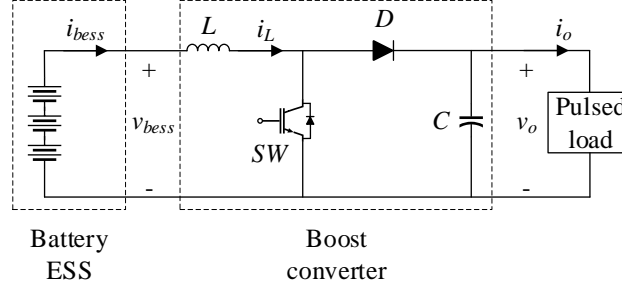 i_bess
L
i_L
D
i_o
+
+
v_bess
SW
C
v_o
Pulsed
load
-
-
Battery
ESS
Boost
converter